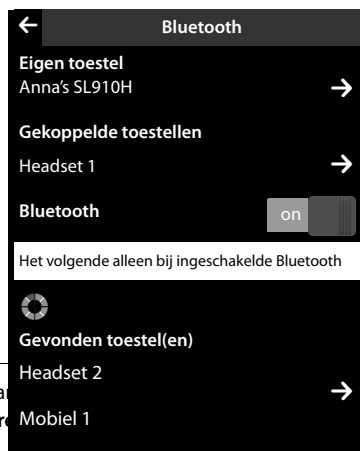 Bluetooth
Eigen toestel
Anna's SL910H
Gekoppelde toestellen
Headset 1
Bluetooth
on
Het volgende alleen bij ingeschakelde Bluetooth
Gevonden toestel(en)
Headset 2
Mobiel 1